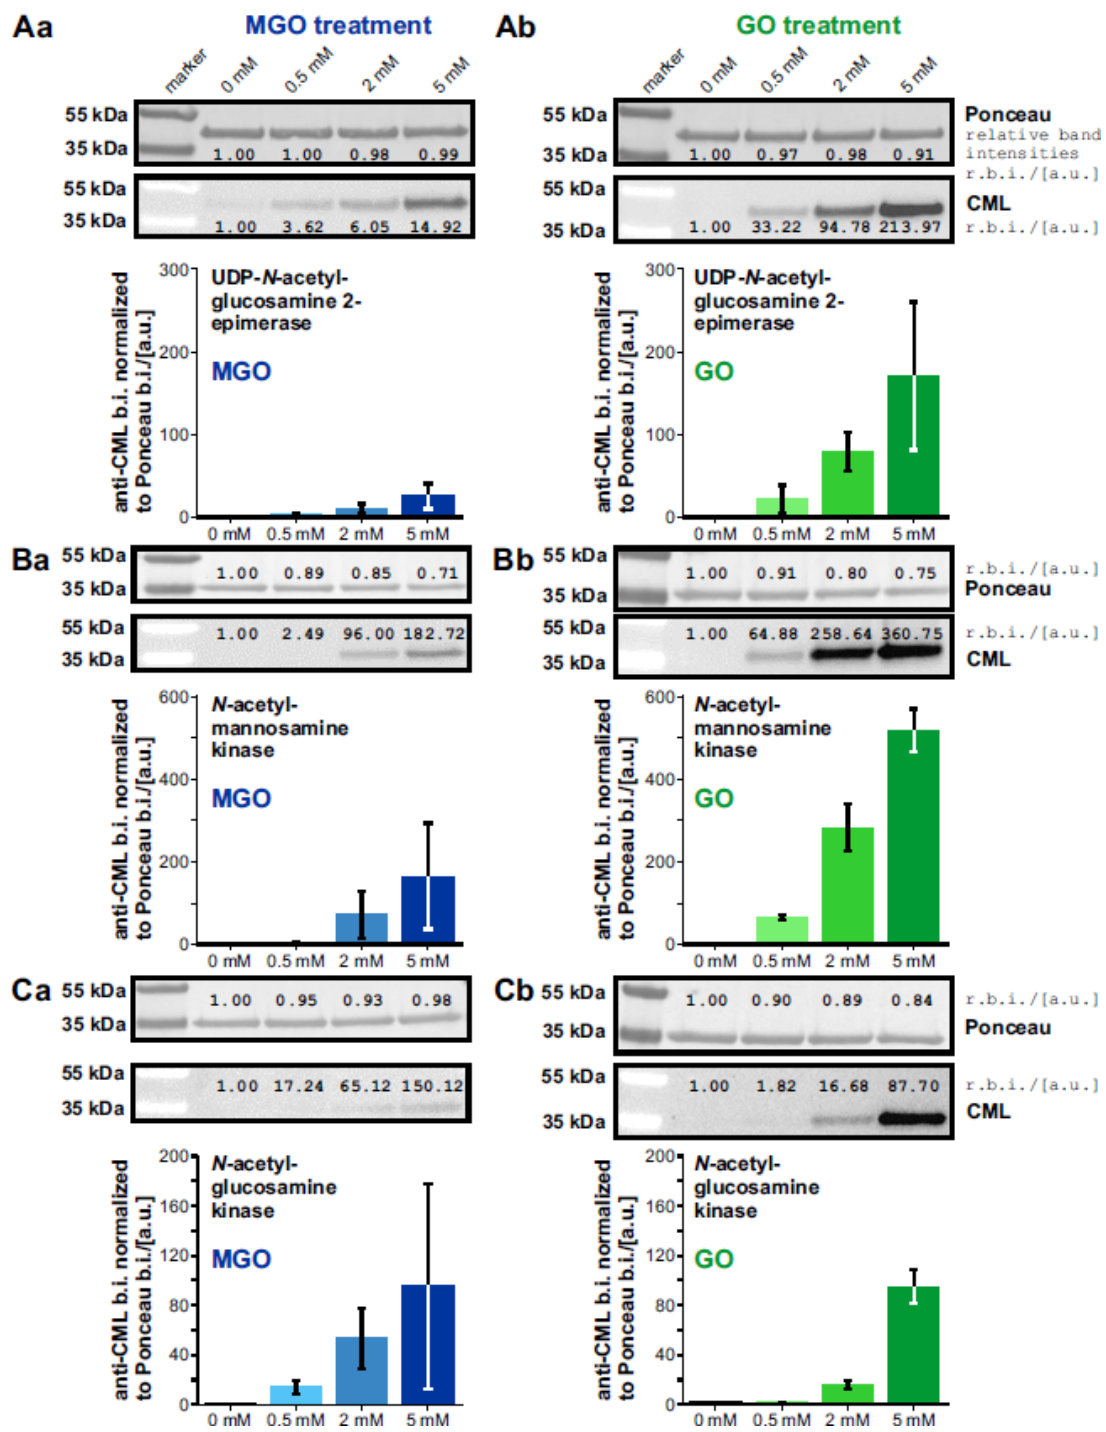 Aa MGO treatment
marker 0 mM 0.5 mM 2 mM 5 mM
55 kDa
35 kDa
1.00 1.00 0.98 0.99
55 kDa
35 kDa
1.00 3.62 6.05 14.92
anti-CML b.i. normalized
to Ponceau b.i./[a.u.]
300
200
100
0
UDP-N-acetyl-
glucosamine 2-
epimerase
MGO
0 mM 0.5 mM 2 mM 5 mM
Ab GO treatment
marker 0 mM 0.5 mM 2 mM 5 mM
55 kDa
35 kDa
1.00 0.97 0.98 0.91
Ponceau
relative band
intensities
r.b.i./[a.u.]
55 kDa
35 kDa
1.00 33.22 94.78 213.97
CML
r.b.i./[a.u.]
anti-CML b.i. normalized
to Ponceau b.i./[a.u.]
300
200
100
0
UDP-N-acetyl-
glucosamine 2-
epimerase
GO
0 mM 0.5 mM 2 mM 5 mM
Ba
55 kDa
35 kDa
1.00 0.89 0.85 0.71
55 kDa
35 kDa
1.00 2.49 96.00 182.72
anti-CML b.i. normalized
to Ponceau b.i./[a.u.]
600
400
200
0
N-acetyl-
mannosamine
kinase
MGO
0 mM 0.5 mM 2 mM 5 mM
Bb
55 kDa
35 kDa
1.00 0.91 0.80 0.75
r.b.i./[a.u.]
Ponceau
55 kDa
35 kDa
1.00 64.88 258.64 360.75
r.b.i./[a.u.]
CML
anti-CML b.i. normalized
to Ponceau b.i./[a.u.]
600
400
200
0
N-acetyl-
mannosamine
kinase
GO
0 mM 0.5 mM 2 mM 5 mM
Ca
55 kDa
35 kDa
1.00 0.95 0.93 0.98
55 kDa
35 kDa
1.00 17.24 65.12 150.12
anti-CML b.i. normalized
to Ponceau b.i./[a.u.]
200
160
120
80
40
0
N-acetyl-
glucosamine
kinase
MGO
0 mM 0.5 mM 2 mM 5 mM
Cb
55 kDa
35 kDa
1.00 0.90 0.89 0.84
r.b.i./[a.u.]
Ponceau
55 kDa
35 kDa
1.00 1.82 16.68 87.70
r.b.i./[a.u.]
CML
anti-CML b.i. normalized
to Ponceau b.i./[a.u.]
200
160
120
80
40
0
N-acetyl-
glucosamine
kinase
GO
0 mM 0.5 mM 2 mM 5 mM